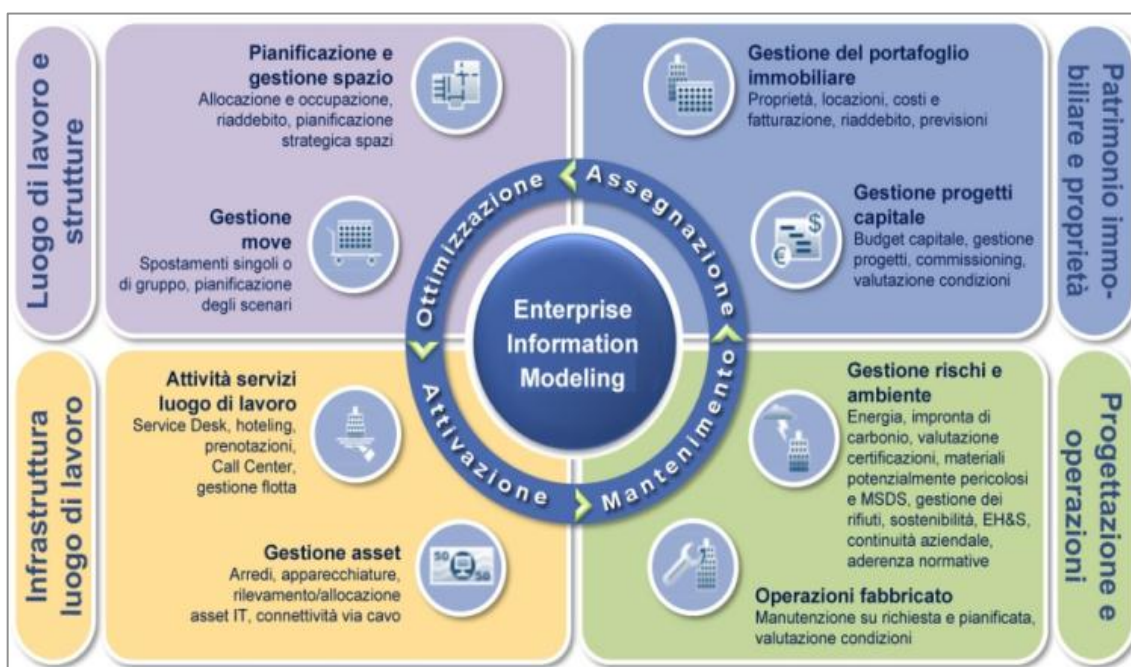 Luogo di lavoro e
strutture
Pianificazione e
gestione spazio
Allocazione e occupazione,
riaddebito, pianificazione
strategica spazi
Gestione
move
Spostamenti singoli o
di gruppo, pianificazione
degli scenari
Gestione del portafoglio
immobiliare
Proprietà, locazioni, costi e
fatturazione, riaddebito, previsioni
Gestione progetti
capitale
Budget capitale, gestione
progetti, commissioning,
valutazione condizioni
$
€
Patrimonio immo-
biliare e proprietà
Ottimizzazione
Assegnazione
Enterprise
Information
Modeling
Attivazione
Mantenimento
Infrastruttura
luogo di lavoro
Attività servizi
luogo di lavoro
Service Desk, hoteling,
prenotazioni,
Call Center,
gestione flotta
Gestione asset
Arredi, apparecchiature,
rilevamento/allocazione
asset IT, connettività via cavo
50
50
Gestione rischi e
ambiente
Energia, impronta di
carbonio, valutazione
certificazioni, materiali
potenzialmente pericolosi
e MSDS, gestione dei
rifiuti, sostenibilità, EH&S,
continuità aziendale,
aderenza normative
Operazioni fabbricato
Manutenzione su richiesta e pianificata,
valutazione condizioni
Progettazione e
operazioni